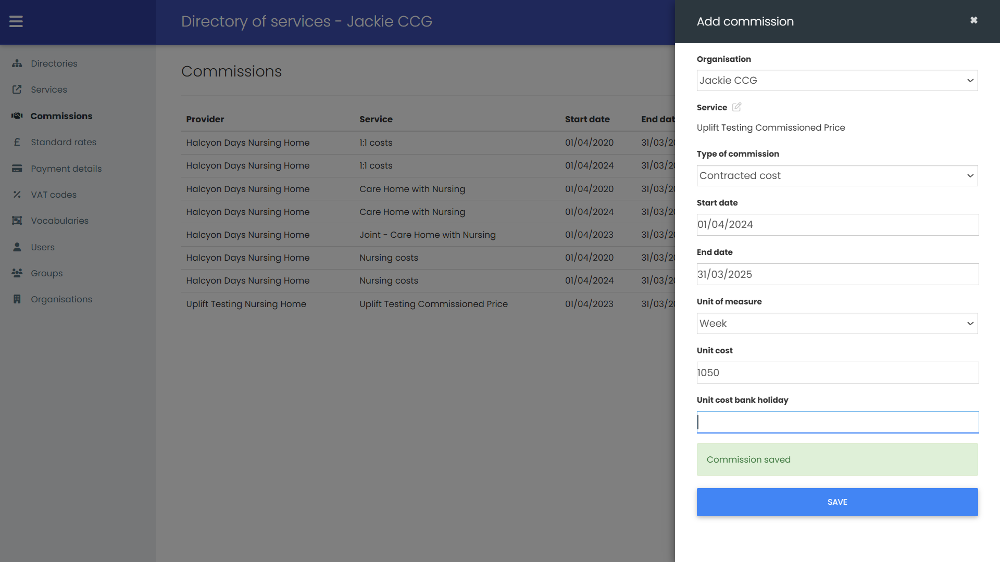 Directory of services - Jackie CCG
Add commission
Directories
Services
Commissions
Standard rates
Payment details
VAT codes
Vocabularies
Users
Groups
Organisations
Commissions
Provider Service Start date End dat
Halcyon Days Nursing Home 1:1 costs 01/04/2020 31/03/20
Halcyon Days Nursing Home 1:1 costs 01/04/2024 31/03/20
Halcyon Days Nursing Home Care Home with Nursing 01/04/2020 31/03/20
Halcyon Days Nursing Home Care Home with Nursing 01/04/2024 31/03/20
Halcyon Days Nursing Home Joint - Care Home with Nursing 01/04/2023 31/03/20
Halcyon Days Nursing Home Nursing costs 01/04/2020 31/03/20
Halcyon Days Nursing Home Nursing costs 01/04/2024 31/03/20
Uplift Testing Nursing Home Uplift Testing Commissioned Price 01/04/2023 31/03/20
Organisation
Jackie CCG
Service
Uplift Testing Commissioned Price
Type of commission
Contracted cost
Start date
01/04/2024
End date
31/03/2025
Unit of measure
Week
Unit cost
1050
Unit cost bank holiday
Commission saved
SAVE